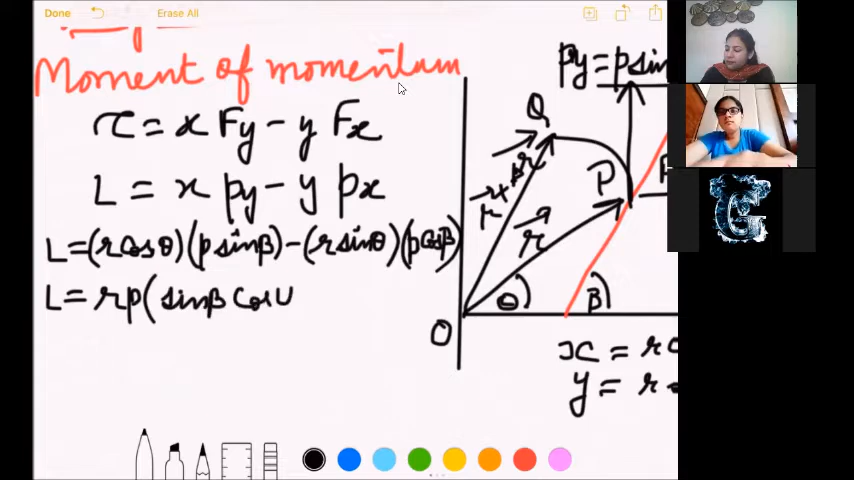 Done
Erase All
Moment of momentum
τ = x Fy - y Fx
L = x py - y px
L = (r cosθ)(p sinβ) - (r sinθ)(p cosβ)
L = rp( sinβ cos
py = p sin
Q
P
r + Δr
r
θ
β
O
x = r
y = r
G